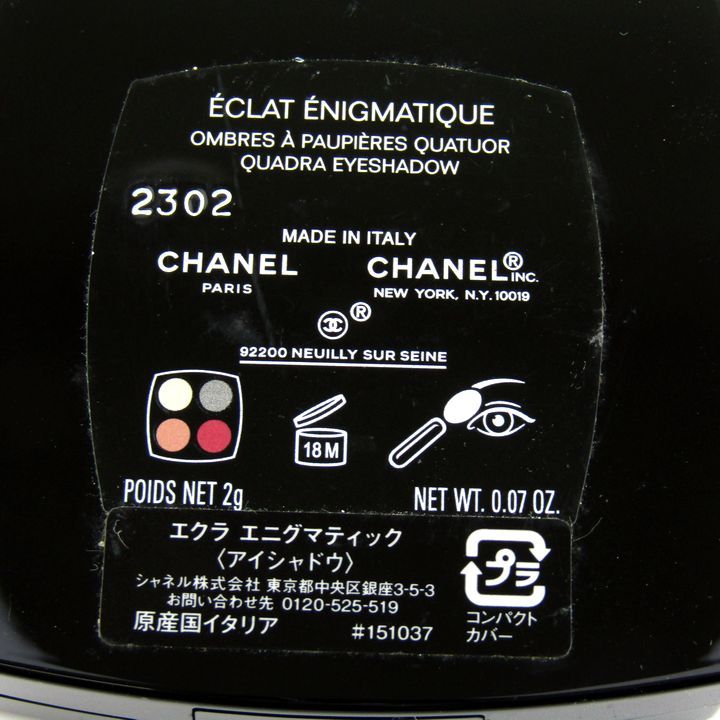 ÉCLAT ÉNIGMATIQUE
OMBRES À PAUPIÈRES QUATUOR
QUADRA EYESHADOW
2302
MADE IN ITALY
CHANEL CHANEL® INC.
PARIS NEW YORK, N.Y. 10019
®
92200 NEUILLY SUR SEINE
18M
POIDS NET 2g NET WT. 0.07 OZ.
エクラ エニグマティック
〈アイシャドウ〉
シャネル株式会社 東京都中央区銀座3-5-3
お問い合わせ先 0120-525-519
原産国イタリア #151037
プラ
コンパクト
カバー